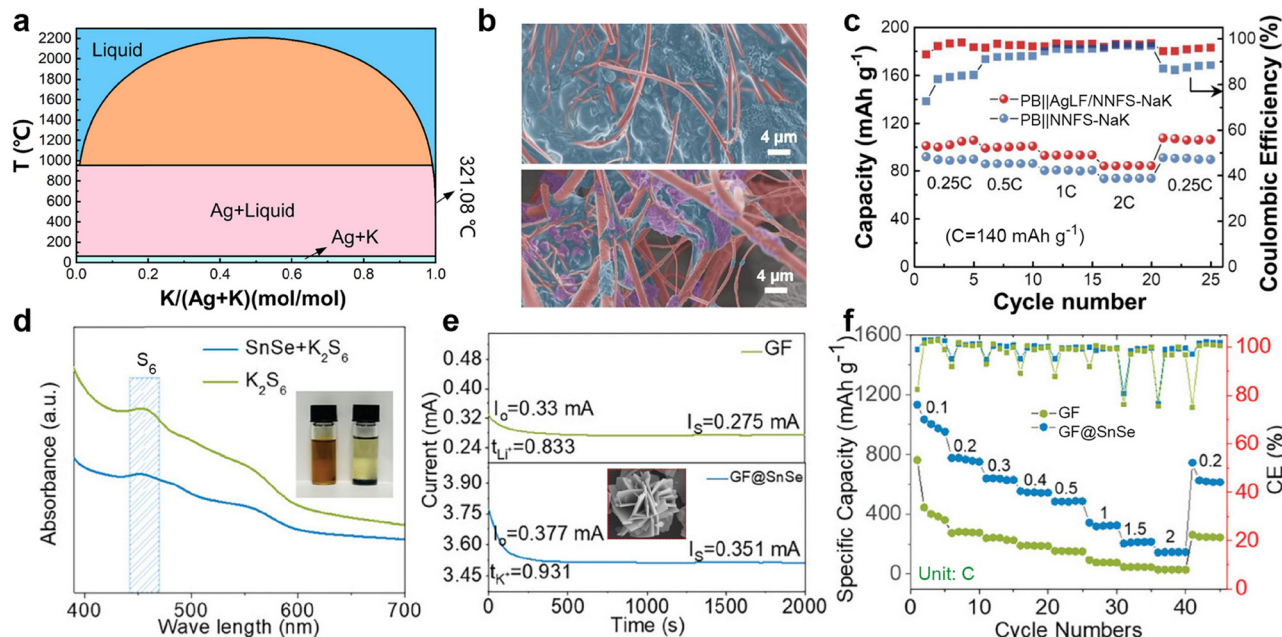 a
2200
2000
1800
1600
1400
1200
1000
800
600
400
200
0
T (℃)
Liquid
Ag+Liquid
Ag+K
321.08 ℃
0.0 0.2 0.4 0.6 0.8 1.0
K/(Ag+K)(mol/mol)
b
4 μm
4 μm
c
Capacity (mAh g-1)
200
160
120
80
40
0
PB||AgLF/NNFS-NaK
PB||NNFS-NaK
0.25C 0.5C 1C 2C 0.25C
(C=140 mAh g-1)
0 5 10 15 20 25
Cycle number
100
80
60
40
20
0
Coulombic Efficiency (%)
d
Absorbance (a.u.)
SnSe+K2S6
K2S6
S6
400 500 600 700
Wave length (nm)
e
Current (mA)
0.48
0.40
0.32
0.24
GF
Io=0.33 mA
IS=0.275 mA
tLi+=0.833
3.90
3.75
3.60
3.45
GF@SnSe
Io=0.377 mA
IS=0.351 mA
tK+=0.931
0 500 1000 1500 2000
Time (s)
f
Specific Capacity (mAh g-1)
1600
1200
800
400
0
GF
GF@SnSe
0.1
0.2
0.3
0.4
0.5
1
1.5
2
0.2
Unit: C
0 10 20 30 40
Cycle Numbers
100
80
60
40
20
0
CE (%)